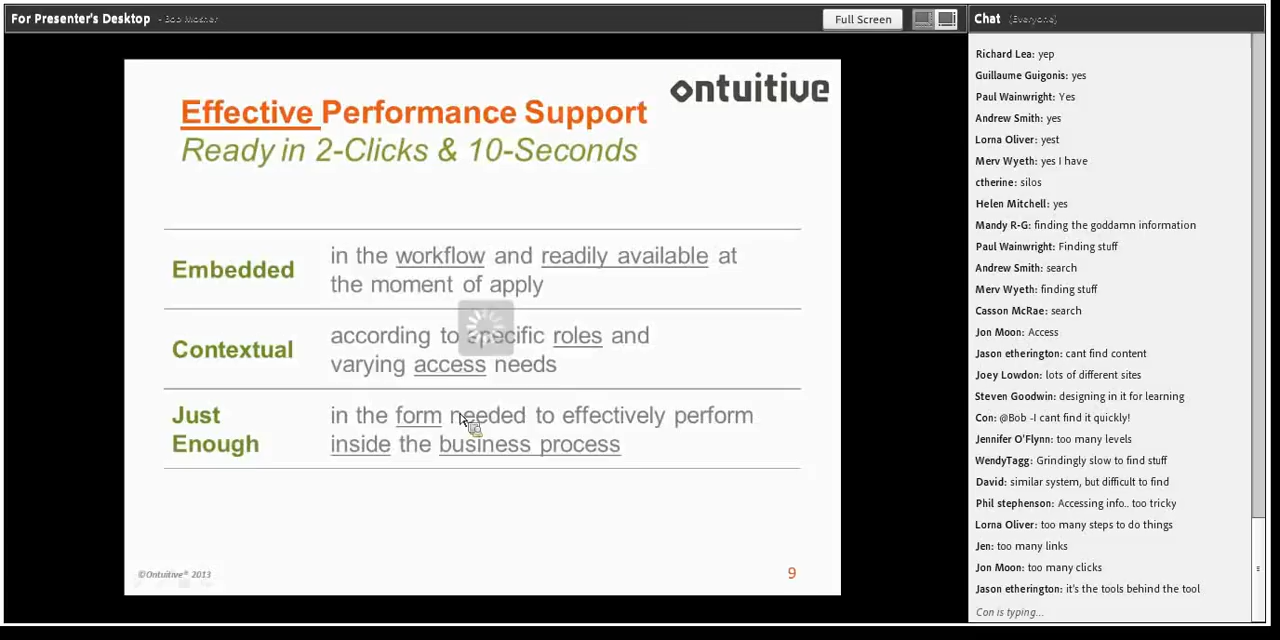 For Presenter's Desktop - Bob Mosher
Full Screen
ontuitive
Effective Performance Support
Ready in 2-Clicks & 10-Seconds
Embedded
in the workflow and readily available at
the moment of apply
Contextual
according to specific roles and
varying access needs
Just
Enough
in the form needed to effectively perform
inside the business process
©Ontuitive® 2013
9
Chat (Everyone)
Richard Lea: yep
Guillaume Guigonis: yes
Paul Wainwright: Yes
Andrew Smith: yes
Lorna Oliver: yest
Merv Wyeth: yes I have
ctherine: silos
Helen Mitchell: yes
Mandy R-G: finding the goddamn information
Paul Wainwright: Finding stuff
Andrew Smith: search
Merv Wyeth: finding stuff
Casson McRae: search
Jon Moon: Access
Jason etherington: cant find content
Joey Lowdon: lots of different sites
Steven Goodwin: designing in it for learning
Con: @Bob -I cant find it quickly!
Jennifer O'Flynn: too many levels
WendyTagg: Grindingly slow to find stuff
David: similar system, but difficult to find
Phil stephenson: Accessing info.. too tricky
Lorna Oliver: too many steps to do things
Jen: too many links
Jon Moon: too many clicks
Jason etherington: it's the tools behind the tool
Con is typing...